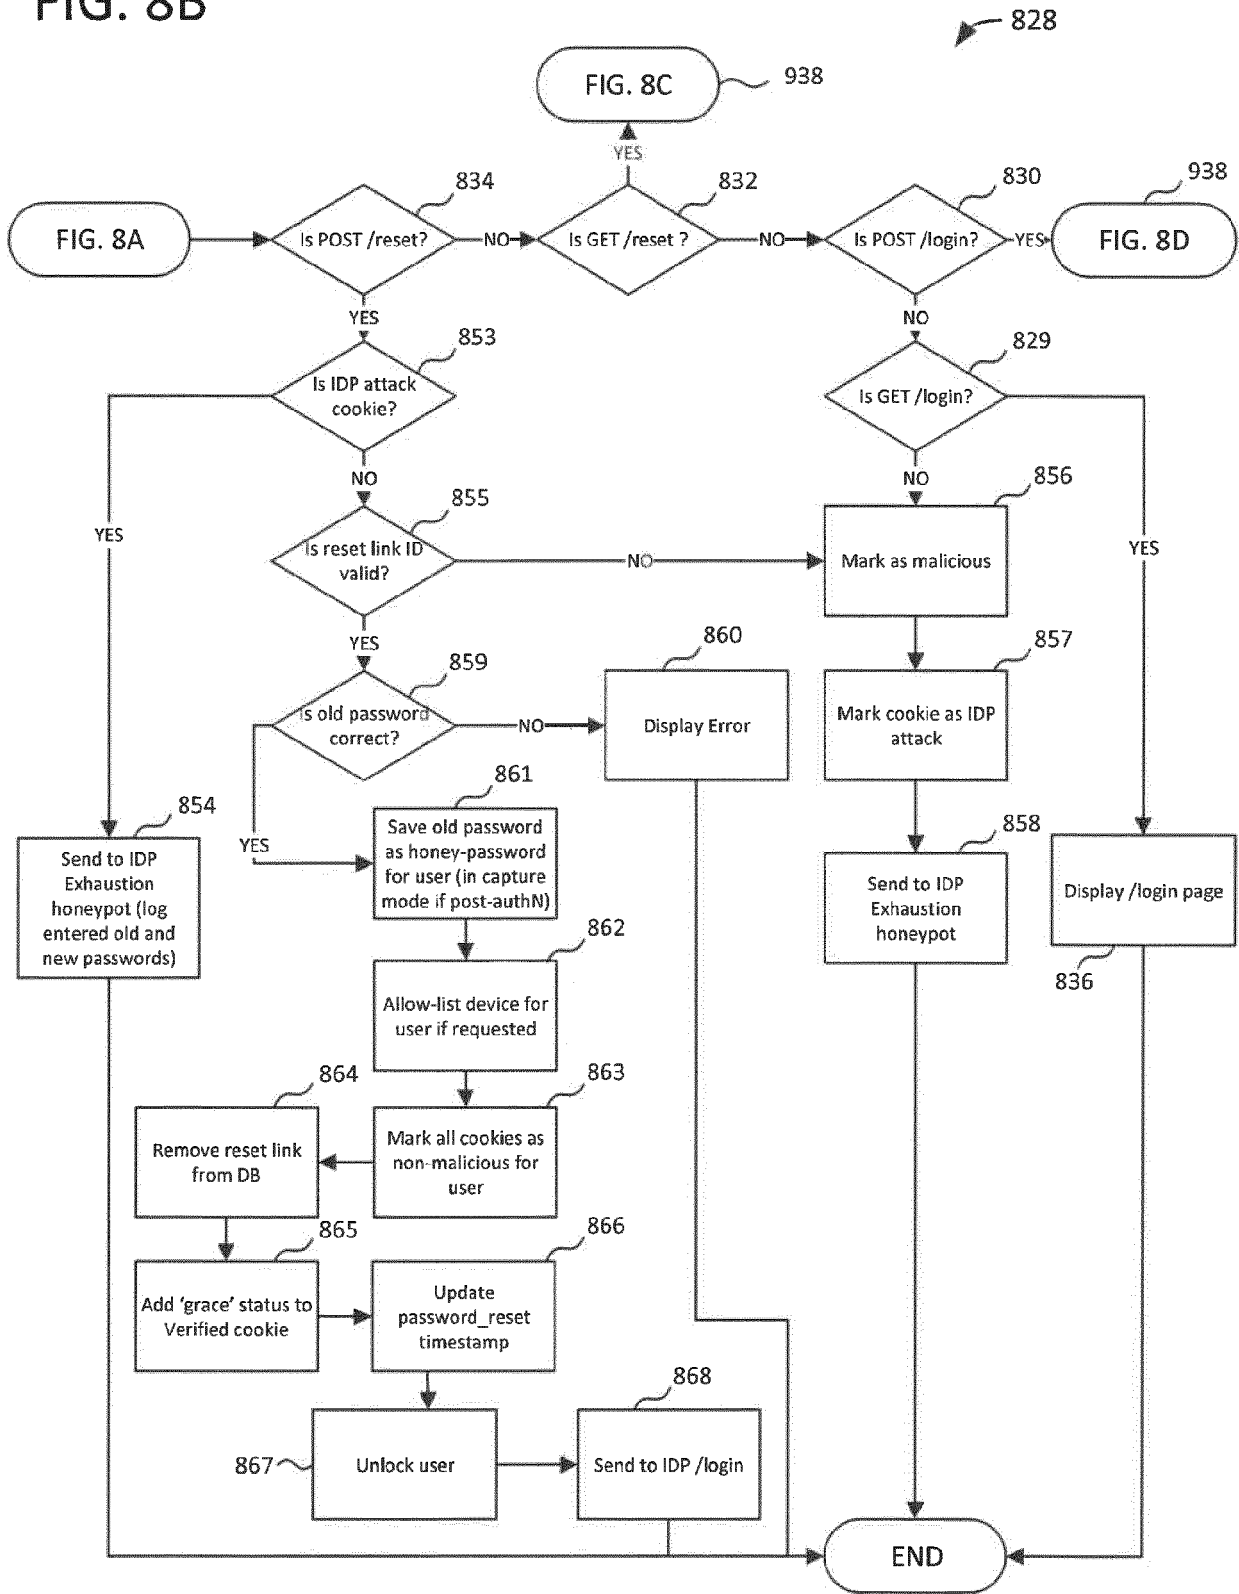 FIG. 8B
828
FIG. 8C
938
YES
834
832
830
938
FIG. 8A
Is POST /reset?
NO
Is GET /reset ?
NO
Is POST /login?
YES
FIG. 8D
YES
NO
853
829
Is IDP attack
cookie?
Is GET /login?
NO
NO
855
856
YES
Is reset link ID
valid?
NO
Mark as malicious
YES
YES
859
860
857
Is old password
correct?
NO
Display Error
Mark cookie as IDP
attack
861
854
YES
Save old password
as honey-password
for user (in capture
mode if post-authN)
858
Send to IDP
Exhaustion
honeypot (log
entered old and
new passwords)
Send to IDP
Exhaustion
honeypot
Display /login page
836
862
Allow-list device for
user if requested
864
863
Remove reset link
from DB
Mark all cookies as
non-malicious for
user
865
866
Add ‘grace’ status to
Verified cookie
Update
password_reset
timestamp
868
867
Unlock user
Send to IDP /login
END